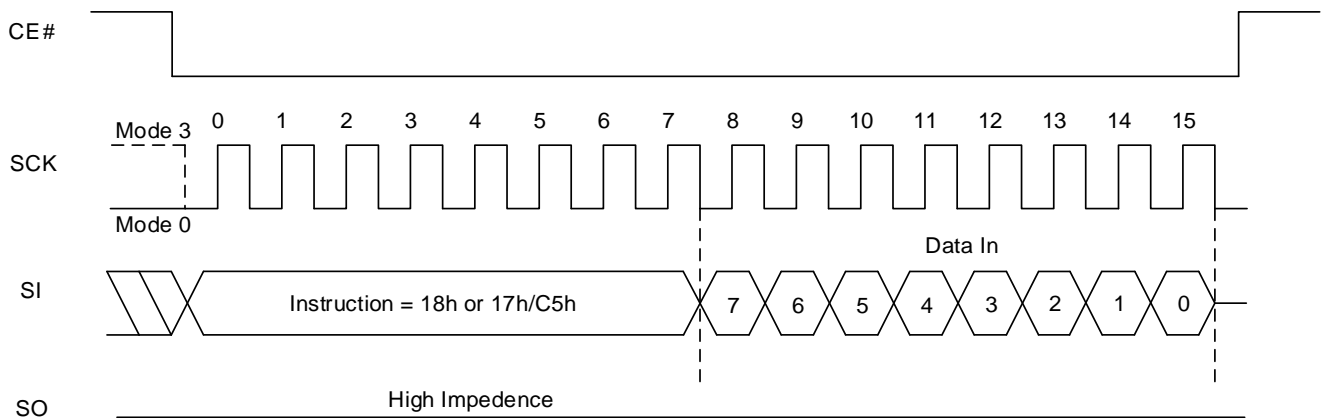 CE#
0 1 2 3 4 5 6 7 8 9 10 11 12 13 14 15
Mode 3
SCK
Mode 0
Data In
SI
Instruction = 18h or 17h/C5h
7 6 5 4 3 2 1 0
High Impedence
SO